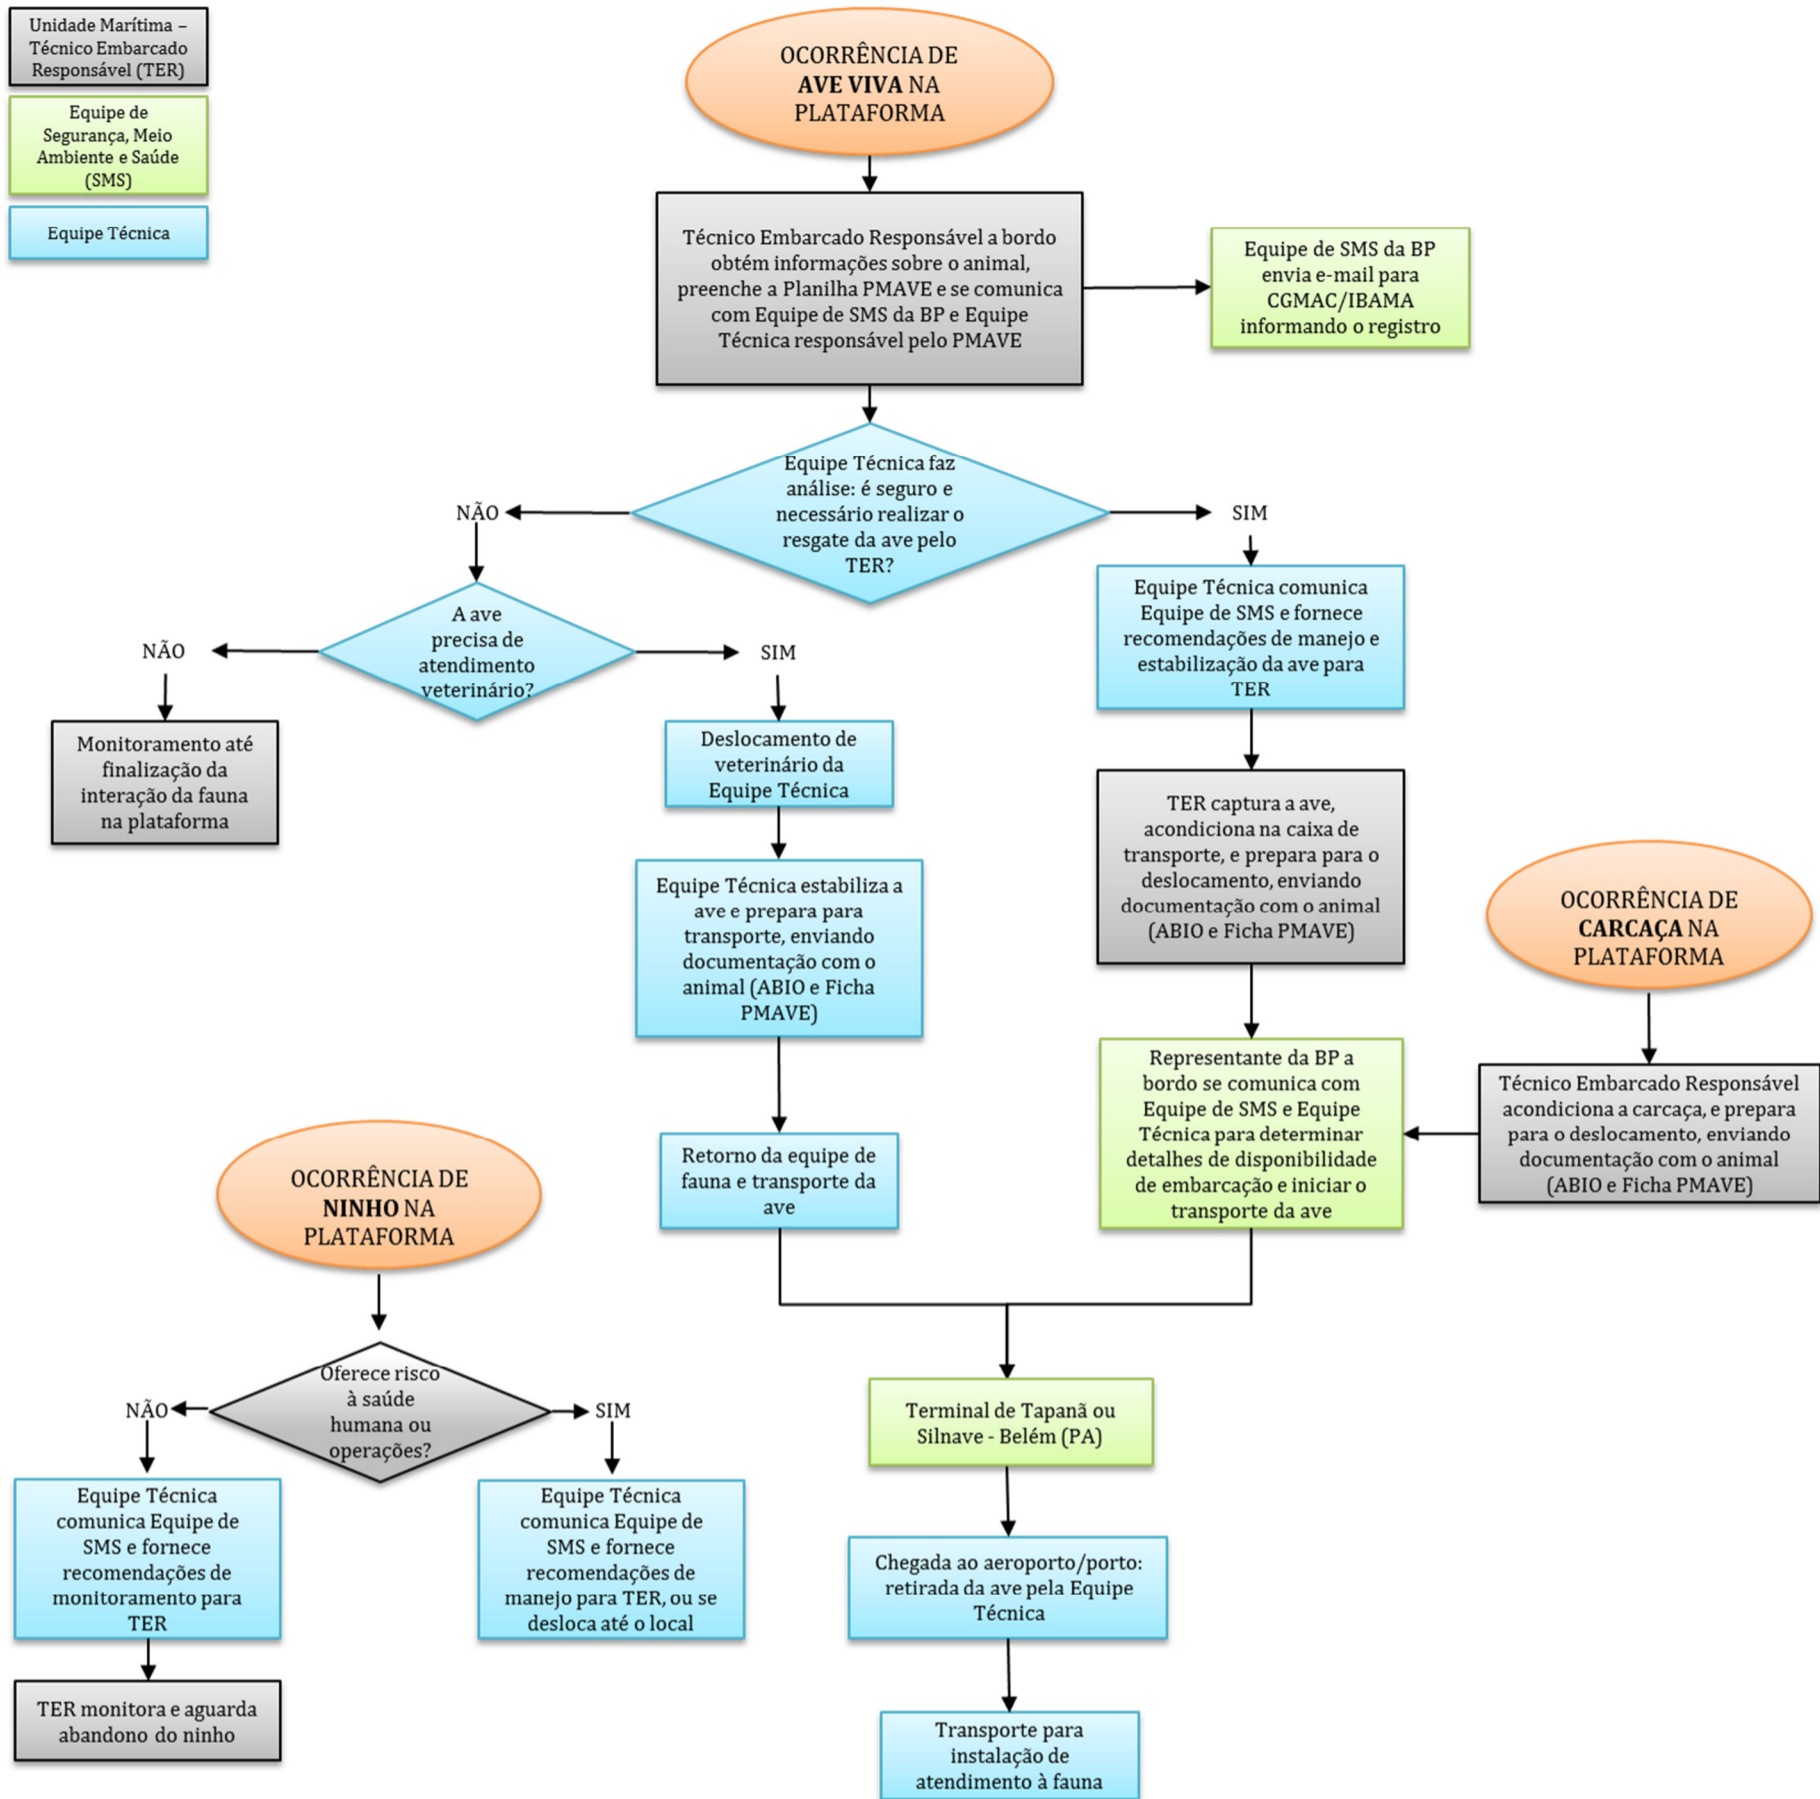 Unidade Marítima –
Técnico Embarcado
Responsável (TER)
Equipe de
Segurança, Meio
Ambiente e Saúde
(SMS)
Equipe Técnica
OCORRÊNCIA DE
AVE VIVA NA
PLATAFORMA
Técnico Embarcado Responsável a bordo
obtém informações sobre o animal,
preenche a Planilha PMAVE e se comunica
com Equipe de SMS da BP e Equipe
Técnica responsável pelo PMAVE
Equipe de SMS da BP
envia e-mail para
CGMAC/IBAMA
informando o registro
Equipe Técnica faz
análise: é seguro e
necessário realizar o
resgate da ave pelo
TER?
NÃO
SIM
A ave
precisa de
atendimento
veterinário?
NÃO
SIM
Monitoramento até
finalização da
interação da fauna
na plataforma
Deslocamento de
veterinário da
Equipe Técnica
Equipe Técnica estabiliza a
ave e prepara para
transporte, enviando
documentação com o
animal (ABIO e Ficha
PMAVE)
Retorno da equipe de
fauna e transporte da
ave
Equipe Técnica comunica
Equipe de SMS e fornece
recomendações de manejo e
estabilização da ave para
TER
TER captura a ave,
acondiciona na caixa de
transporte, e prepara para o
deslocamento, enviando
documentação com o animal
(ABIO e Ficha PMAVE)
Representante da BP a
bordo se comunica com
Equipe de SMS e Equipe
Técnica para determinar
detalhes de disponibilidade
de embarcação e iniciar o
transporte da ave
OCORRÊNCIA DE
CARCAÇA NA
PLATAFORMA
Técnico Embarcado Responsável
acondiciona a carcaça, e prepara
para o deslocamento, enviando
documentação com o animal
(ABIO e Ficha PMAVE)
OCORRÊNCIA DE
NINHO NA
PLATAFORMA
Oferece risco
à saúde
humana ou
operações?
NÃO
SIM
Equipe Técnica
comunica Equipe de
SMS e fornece
recomendações de
monitoramento para
TER
TER monitora e aguarda
abandono do ninho
Equipe Técnica
comunica Equipe de
SMS e fornece
recomendações de
manejo para TER, ou se
desloca até o local
Terminal de Tapanã ou
Silnave - Belém (PA)
Chegada ao aeroporto/porto:
retirada da ave pela Equipe
Técnica
Transporte para
instalação de
atendimento à fauna